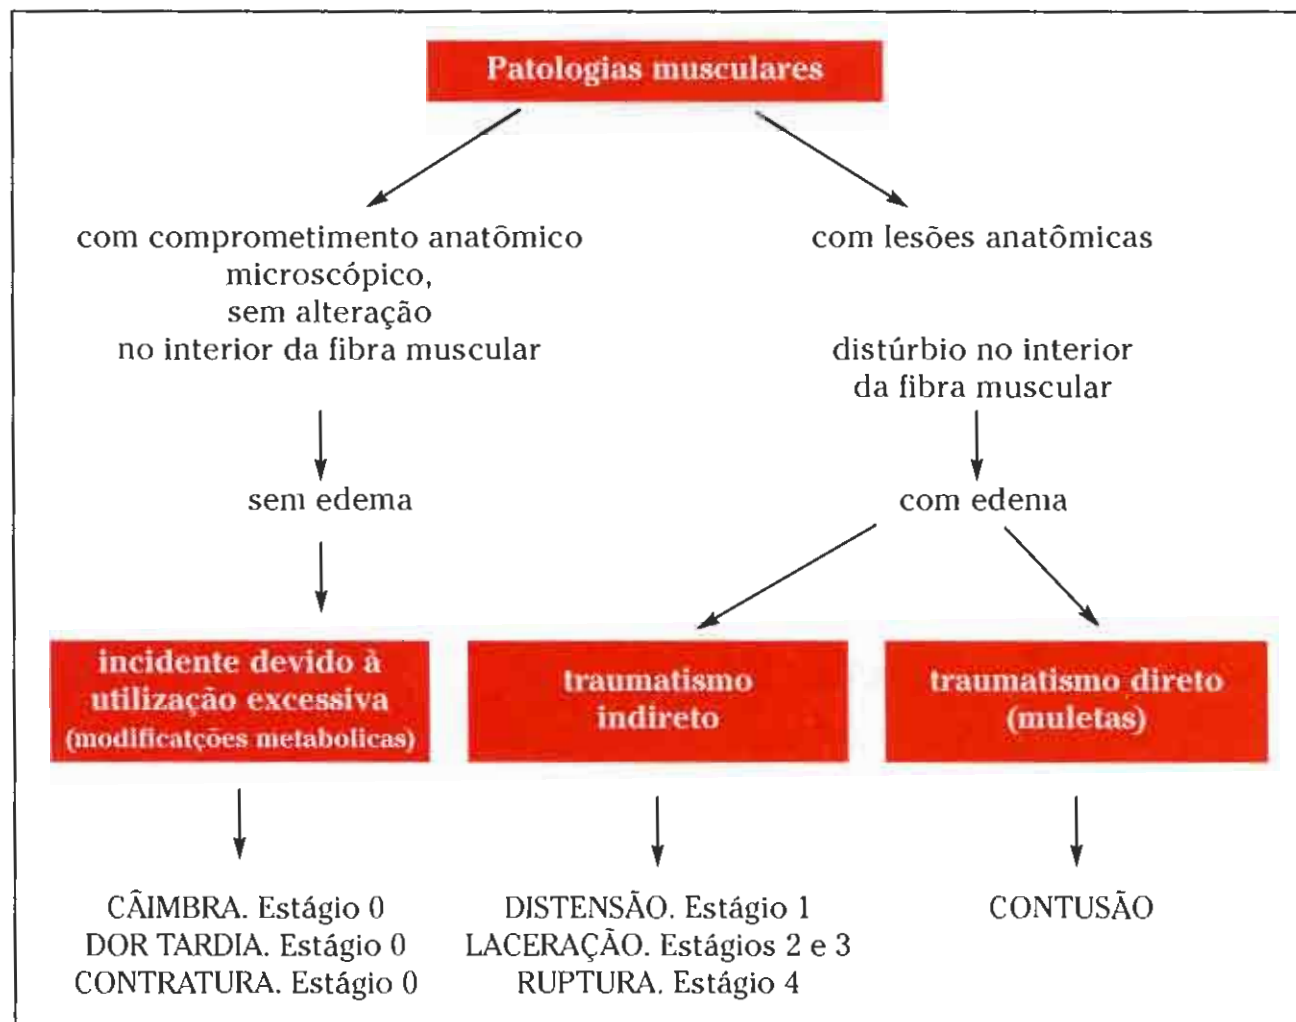 Patologias musculares
com comprometimento anatômico
microscópico,
sem alteração
no interior da fibra muscular
com lesões anatômicas
distúrbio no interior
da fibra muscular
sem edema
com edema
incidente devido à
utilização excessiva
(modificatções metabolicas)
traumatismo
indireto
traumatismo direto
(muletas)
CÃIMBRA. Estágio 0
DOR TARDIA. Estágio 0
CONTRATURA. Estágio 0
DISTENSÃO. Estágio 1
LACERAÇÃO. Estágios 2 e 3
RUPTURA. Estágio 4
CONTUSÃO